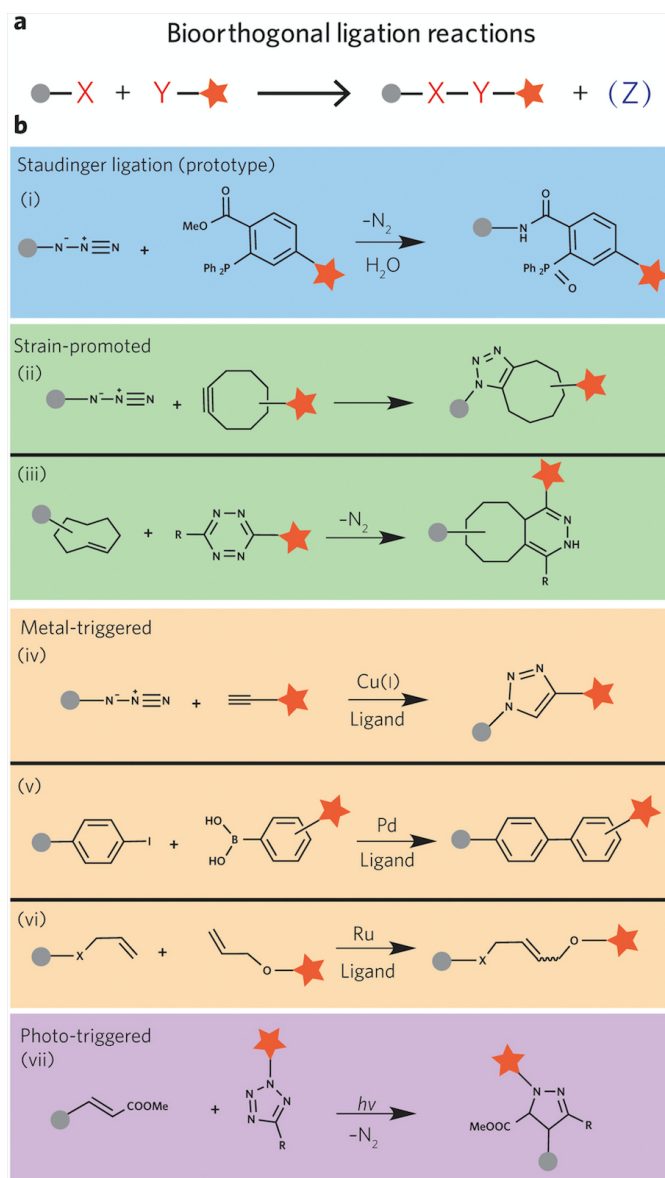 a
Bioorthogonal ligation reactions
X + Y X Y + (Z)
b
Staudinger ligation (prototype)
(i)
N⁻ N⁺ N + MeO O Ph₂P –N₂ H₂O N H O Ph₂P O
Strain-promoted
(ii)
N⁻ N⁺ N + N N N
(iii)
+ R N N N N –N₂ N NH R
Metal-triggered
(iv)
N⁻ N⁺ N + Cu(I) Ligand N N N
(v)
I + HO B HO Pd Ligand
(vi)
X + O Ru Ligand X O
Photo-triggered
(vii)
COOMe + N N N N R hν –N₂ N N MeOOC R